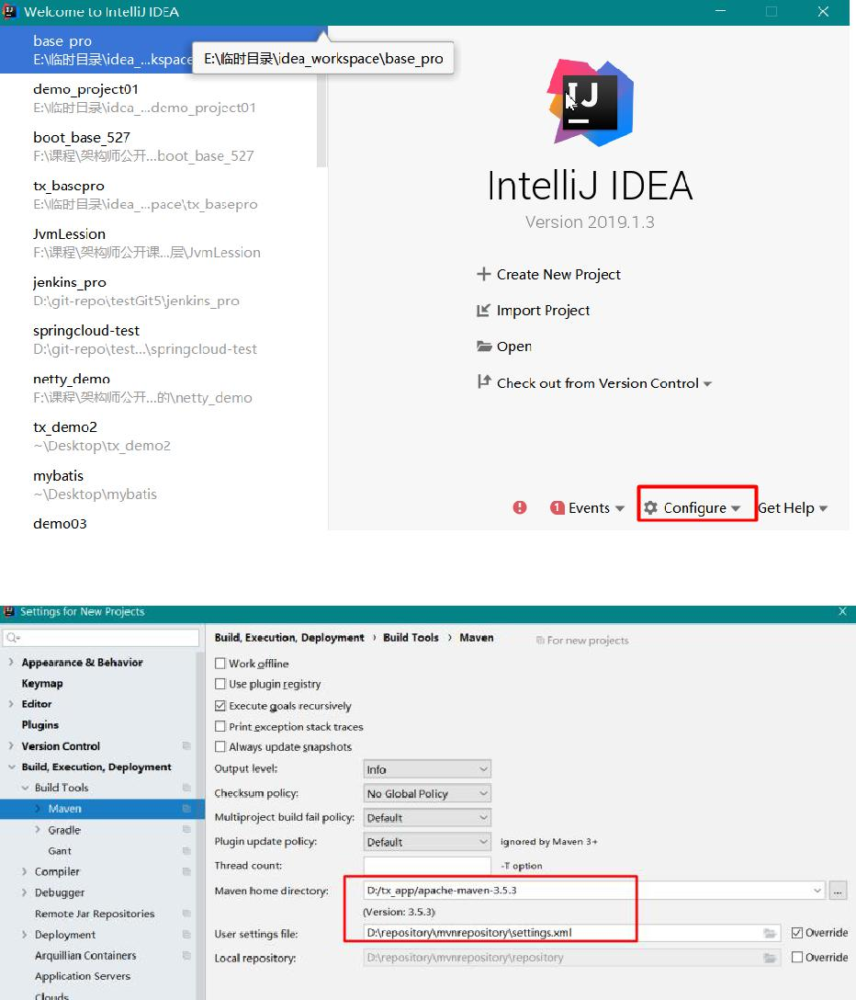 Welcome to IntelliJ IDEA
base_pro
E:\临时目录\idea_...kspace
E:\临时目录\idea_workspace\base_pro
demo_project01
E:\临时目录\idea_...demo_project01
boot_base_527
F:\课程\架构师公开...boot_base_527
tx_basepro
E:\临时目录\idea_...pace\tx_basepro
JvmLession
F:\课程\架构师公开课...层\JvmLession
jenkins_pro
D:\git-repo\testGit5\jenkins_pro
springcloud-test
D:\git-repo\test...\springcloud-test
netty_demo
F:\课程\架构师公开...的\netty_demo
tx_demo2
~\Desktop\tx_demo2
mybatis
~\Desktop\mybatis
demo03
IJ
IntelliJ IDEA
Version 2019.1.3
Create New Project
Import Project
Open
Check out from Version Control
1 Events
Configure
Get Help
Settings for New Projects
Appearance & Behavior
Keymap
Editor
Plugins
Version Control
Build, Execution, Deployment
Build Tools
Maven
Gradle
Gant
Compiler
Debugger
Remote Jar Repositories
Deployment
Arquillian Containers
Application Servers
Clouds
Build, Execution, Deployment › Build Tools › Maven
For new projects
Work offline
Use plugin registry
Execute goals recursively
Print exception stack traces
Always update snapshots
Output level: Info
Checksum policy: No Global Policy
Multiproject build fail policy: Default
Plugin update policy: Default ignored by Maven 3+
Thread count: -T option
Maven home directory: D:/tx_app/apache-maven-3.5.3 ...
(Version: 3.5.3)
User settings file: D:\repository\mvnrepository\settings.xml Override
Local repository: D:\repository\mvnrepository\repository Override